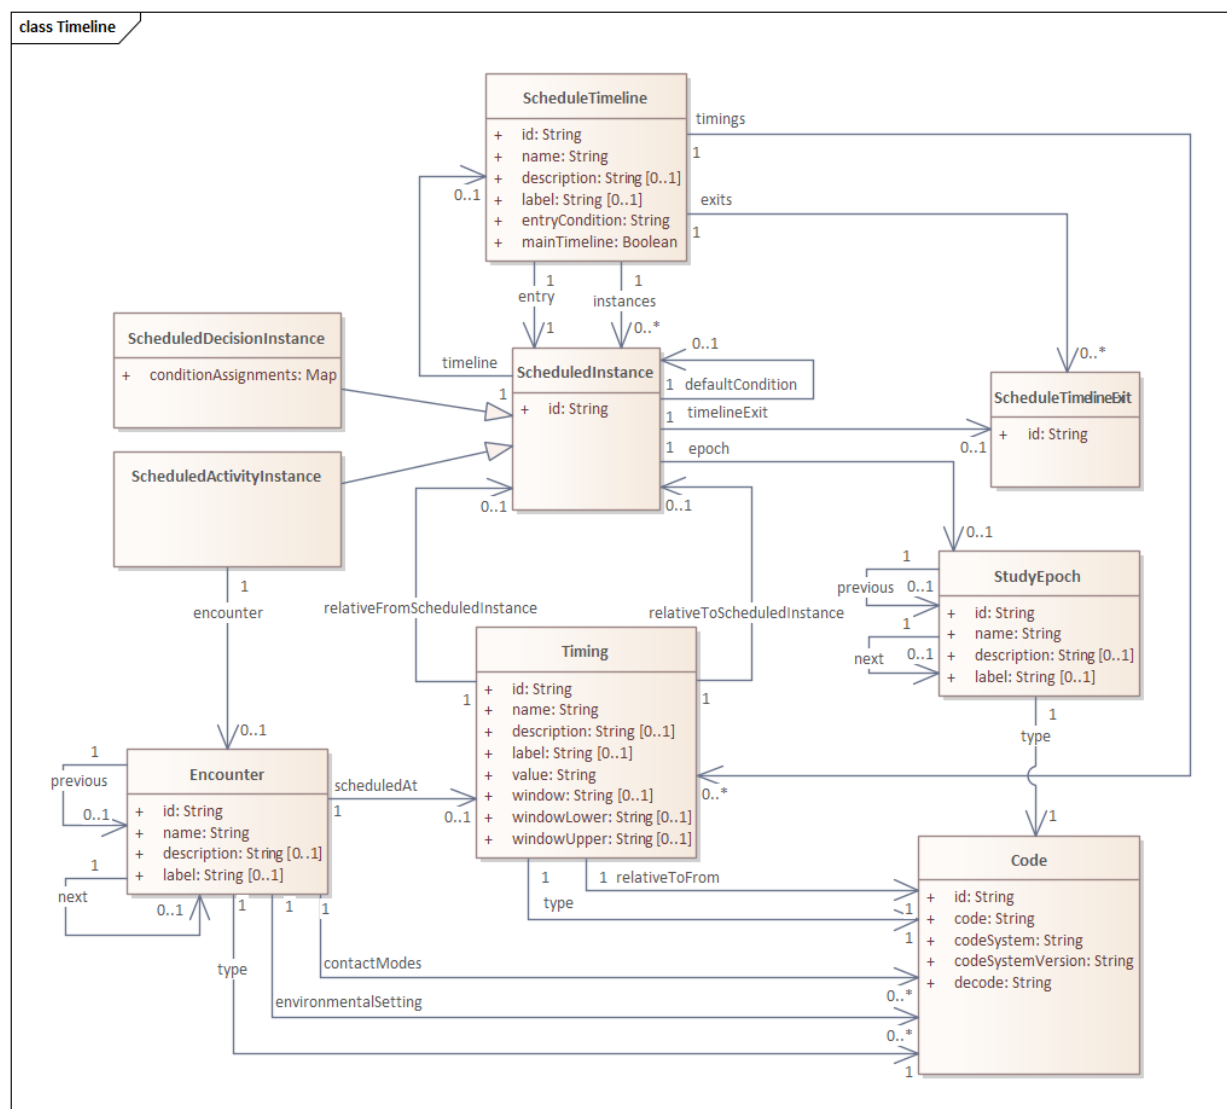 class Timeline
ScheduleTimeline
+ id: String
+ name: String
+ description: String [0..1]
+ label: String [0..1]
+ entryCondition: String
+ mainTimeline: Boolean
timings
1
exits
1
0..1
1
entry
1
1
instances
0..*
0..*
ScheduledDecisionInstance
+ conditionAssignments: Map
timeline
1
ScheduledInstance
+ id: String
0..1
1 defaultCondition
1 timelineExit
0..1
1 epoch
0..1
ScheduleTimelineExit
+ id: String
ScheduledActivityInstance
1
encounter
0..1
0..1
relativeFromScheduledInstance
1
0..1
relativeToScheduledInstance
1
1
previous
0..1
1
next
0..1
StudyEpoch
+ id: String
+ name: String
+ description: String [0..1]
+ label: String [0..1]
1
type
1
Timing
+ id: String
+ name: String
+ description: String [0..1]
+ label: String [0..1]
+ value: String
+ window: String [0..1]
+ windowLower: String [0..1]
+ windowUpper: String [0..1]
0..*
1
previous
0..1
1
next
0..1
Encounter
+ id: String
+ name: String
+ description: String [0..1]
+ label: String [0..1]
scheduledAt
1
0..1
1
1 relativeToFrom
type
1
1
Code
+ id: String
+ code: String
+ codeSystem: String
+ codeSystemVersion: String
+ decode: String
1
1
1
type
contactModes
0..*
environmentalSetting
0..*
1